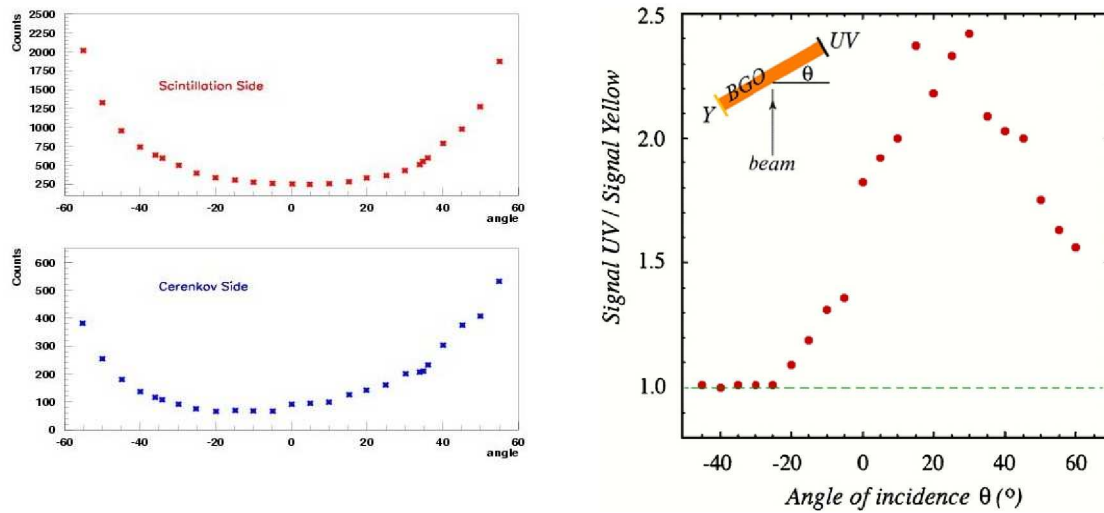 Counts
2500
2250
2000
1750
1500
1250
1000
750
500
250
Scintillation Side
-60 -40 -20 0 20 40 60
angle
Counts
600
500
400
300
200
100
0
Cerenkov Side
-60 -40 -20 0 20 40 60
angle
Signal UV / Signal Yellow
2.5
2.0
1.5
1.0
UV
BGO
θ
Y
beam
-40 -20 0 20 40 60
Angle of incidence θ (º)